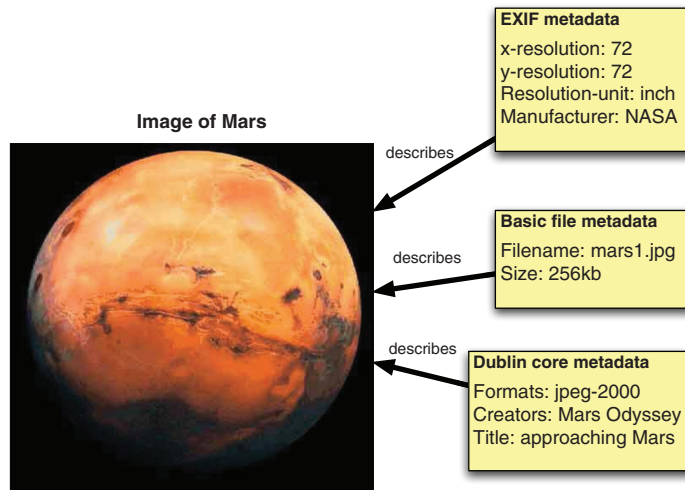 EXIF metadata
x-resolution: 72
y-resolution: 72
Resolution-unit: inch
Manufacturer: NASA
Image of Mars
describes
Basic file metadata
Filename: mars1.jpg
Size: 256kb
describes
describes
Dublin core metadata
Formats: jpeg-2000
Creators: Mars Odyssey
Title: approaching Mars